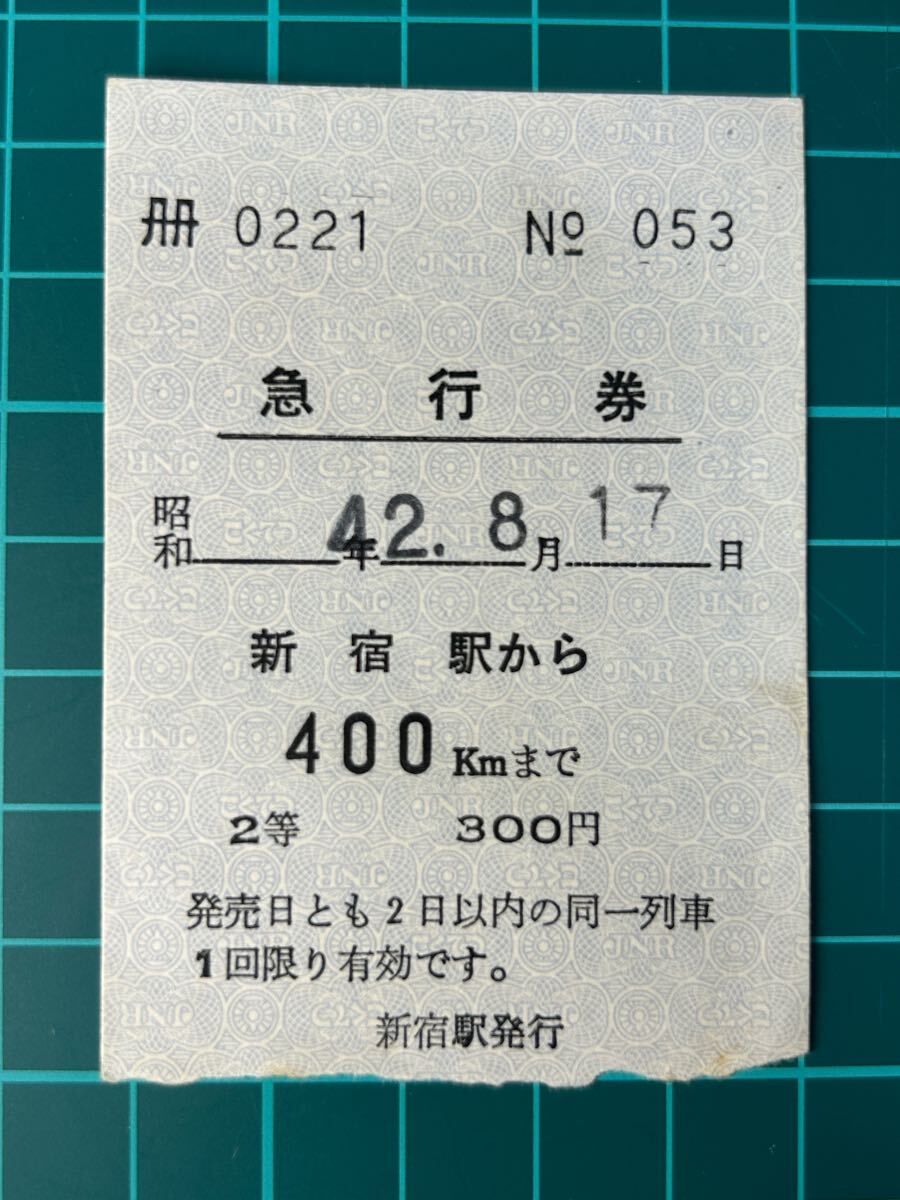 冊 0221 № 053
急行券
昭和 42年. 8月 17日
新宿駅から
400 Kmまで
2等 300円
発売日とも2日以内の同一列車
1回限り有効です。
新宿駅発行